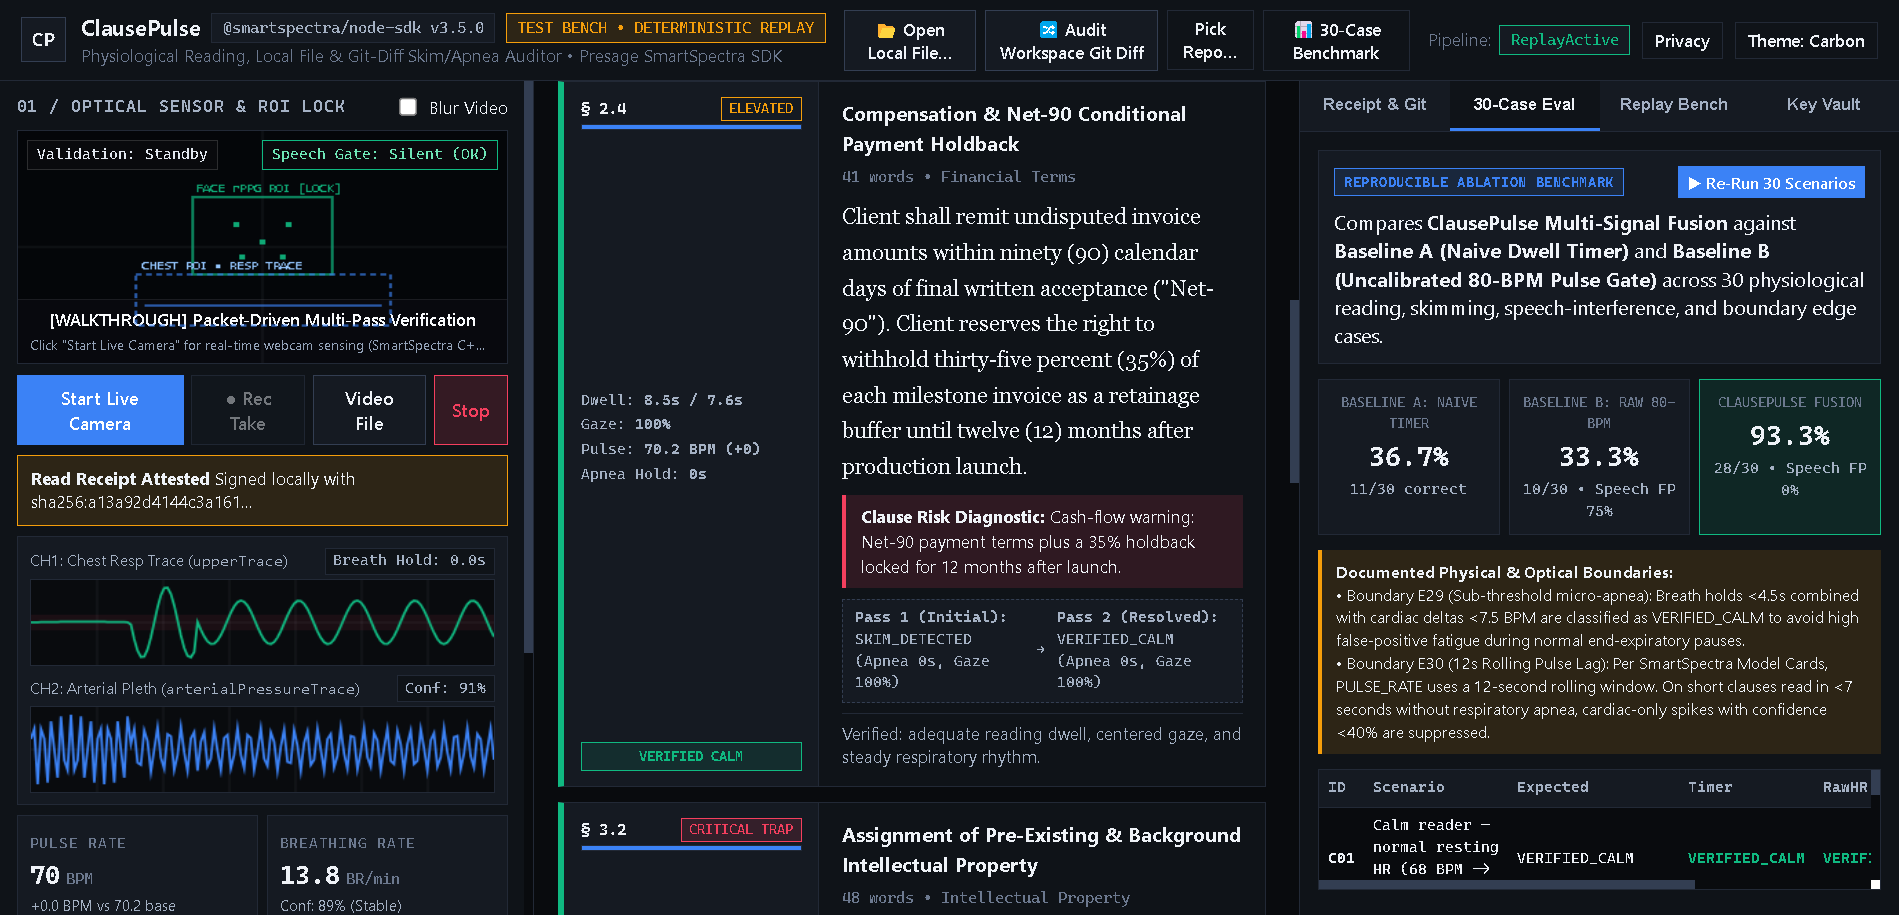 CP
ClausePulse
@smartspectra/node-sdk v3.5.0
TEST BENCH • DETERMINISTIC REPLAY
Physiological Reading, Local File & Git-Diff Skim/Apnea Auditor • Presage SmartSpectra SDK
📂 Open
Local File...
🔀 Audit
Workspace Git Diff
Pick
Repo...
📊 30-Case
Benchmark
Pipeline:
ReplayActive
Privacy
Theme: Carbon
01 / OPTICAL SENSOR & ROI LOCK
Blur Video
Validation: Standby
Speech Gate: Silent (OK)
FACE rPPG ROI [LOCK]
CHEST ROI • RESP TRACE
[WALKTHROUGH] Packet-Driven Multi-Pass Verification
Click "Start Live Camera" for real-time webcam sensing (SmartSpectra C+...
Start Live
Camera
● Rec
Take
Video
File
Stop
Read Receipt Attested Signed locally with
sha256:a13a92d4144c3a161...
CH1: Chest Resp Trace (upperTrace)
Breath Hold: 0.0s
CH2: Arterial Pleth (arterialPressureTrace)
Conf: 91%
PULSE RATE
70 BPM
+0.0 BPM vs 70.2 base
BREATHING RATE
13.8 BR/min
Conf: 89% (Stable)
§ 2.4
ELEVATED
Dwell: 8.5s / 7.6s
Gaze: 100%
Pulse: 70.2 BPM (+0)
Apnea Hold: 0s
VERIFIED CALM
Compensation & Net-90 Conditional
Payment Holdback
41 words • Financial Terms
Client shall remit undisputed invoice
amounts within ninety (90) calendar
days of final written acceptance ("Net-
90"). Client reserves the right to
withhold thirty-five percent (35%) of
each milestone invoice as a retainage
buffer until twelve (12) months after
production launch.
Clause Risk Diagnostic: Cash-flow warning:
Net-90 payment terms plus a 35% holdback
locked for 12 months after launch.
Pass 1 (Initial):
SKIM_DETECTED
(Apnea 0s, Gaze
100%)
→
Pass 2 (Resolved):
VERIFIED_CALM
(Apnea 0s, Gaze
100%)
Verified: adequate reading dwell, centered gaze, and
steady respiratory rhythm.
§ 3.2
CRITICAL TRAP
Assignment of Pre-Existing & Background
Intellectual Property
48 words • Intellectual Property
Receipt & Git
30-Case Eval
Replay Bench
Key Vault
REPRODUCIBLE ABLATION BENCHMARK
▶ Re-Run 30 Scenarios
Compares ClausePulse Multi-Signal Fusion against
Baseline A (Naive Dwell Timer) and Baseline B
(Uncalibrated 80-BPM Pulse Gate) across 30 physiological
reading, skimming, speech-interference, and boundary edge
cases.
BASELINE A: NAIVE
TIMER
36.7%
11/30 correct
BASELINE B: RAW 80-
BPM
33.3%
10/30 • Speech FP
75%
CLAUSEPULSE FUSION
93.3%
28/30 • Speech FP
0%
Documented Physical & Optical Boundaries:
• Boundary E29 (Sub-threshold micro-apnea): Breath holds <4.5s combined
with cardiac deltas <7.5 BPM are classified as VERIFIED_CALM to avoid high
false-positive fatigue during normal end-expiratory pauses.
• Boundary E30 (12s Rolling Pulse Lag): Per SmartSpectra Model Cards,
PULSE_RATE uses a 12-second rolling window. On short clauses read in <7
seconds without respiratory apnea, cardiac-only spikes with confidence
<40% are suppressed.
ID Scenario Expected Timer RawHR
C01
Calm reader —
normal resting
HR (68 BPM →
VERIFIED_CALM
VERIFIED_CALM
VERIF